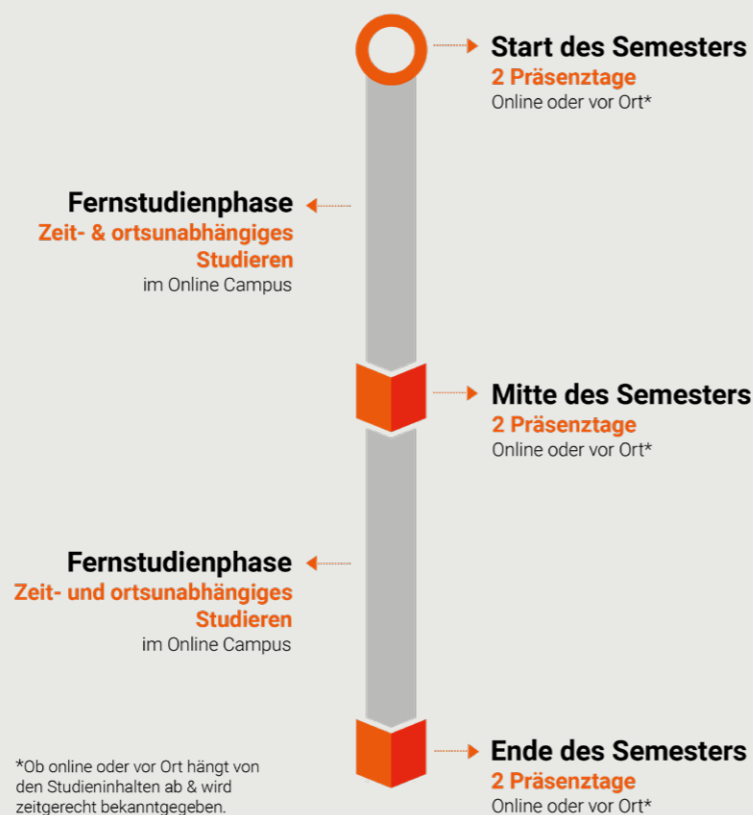 Start des Semesters
2 Präsenztage
Online oder vor Ort*
Fernstudienphase
Zeit- & ortsunabhängiges
Studieren
im Online Campus
Mitte des Semesters
2 Präsenztage
Online oder vor Ort*
Fernstudienphase
Zeit- und ortsunabhängiges
Studieren
im Online Campus
Ende des Semesters
2 Präsenztage
Online oder vor Ort*
*Ob online oder vor Ort hängt von
den Studieninhalten ab & wird
zeitgerecht bekanntgegeben.